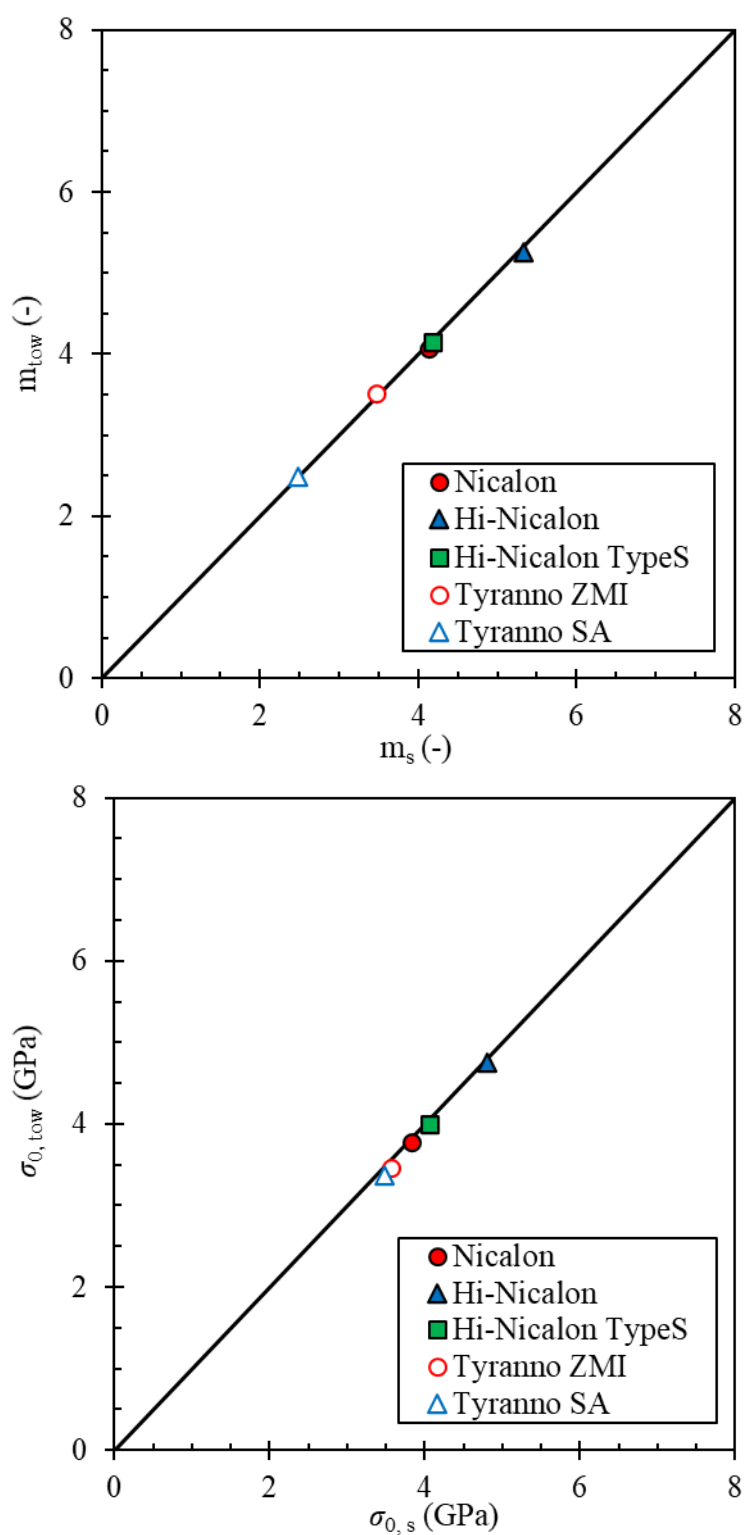 8
6
m_tow (-)
4
Nicalon
Hi-Nicalon
2
Hi-Nicalon TypeS
Tyranno ZMI
Tyranno SA
0
0 2 4 6 8
m_s (-)
8
6
σ_0, tow (GPa)
4
Nicalon
2
Hi-Nicalon
Hi-Nicalon TypeS
Tyranno ZMI
Tyranno SA
0
0 2 4 6 8
σ_0, s (GPa)